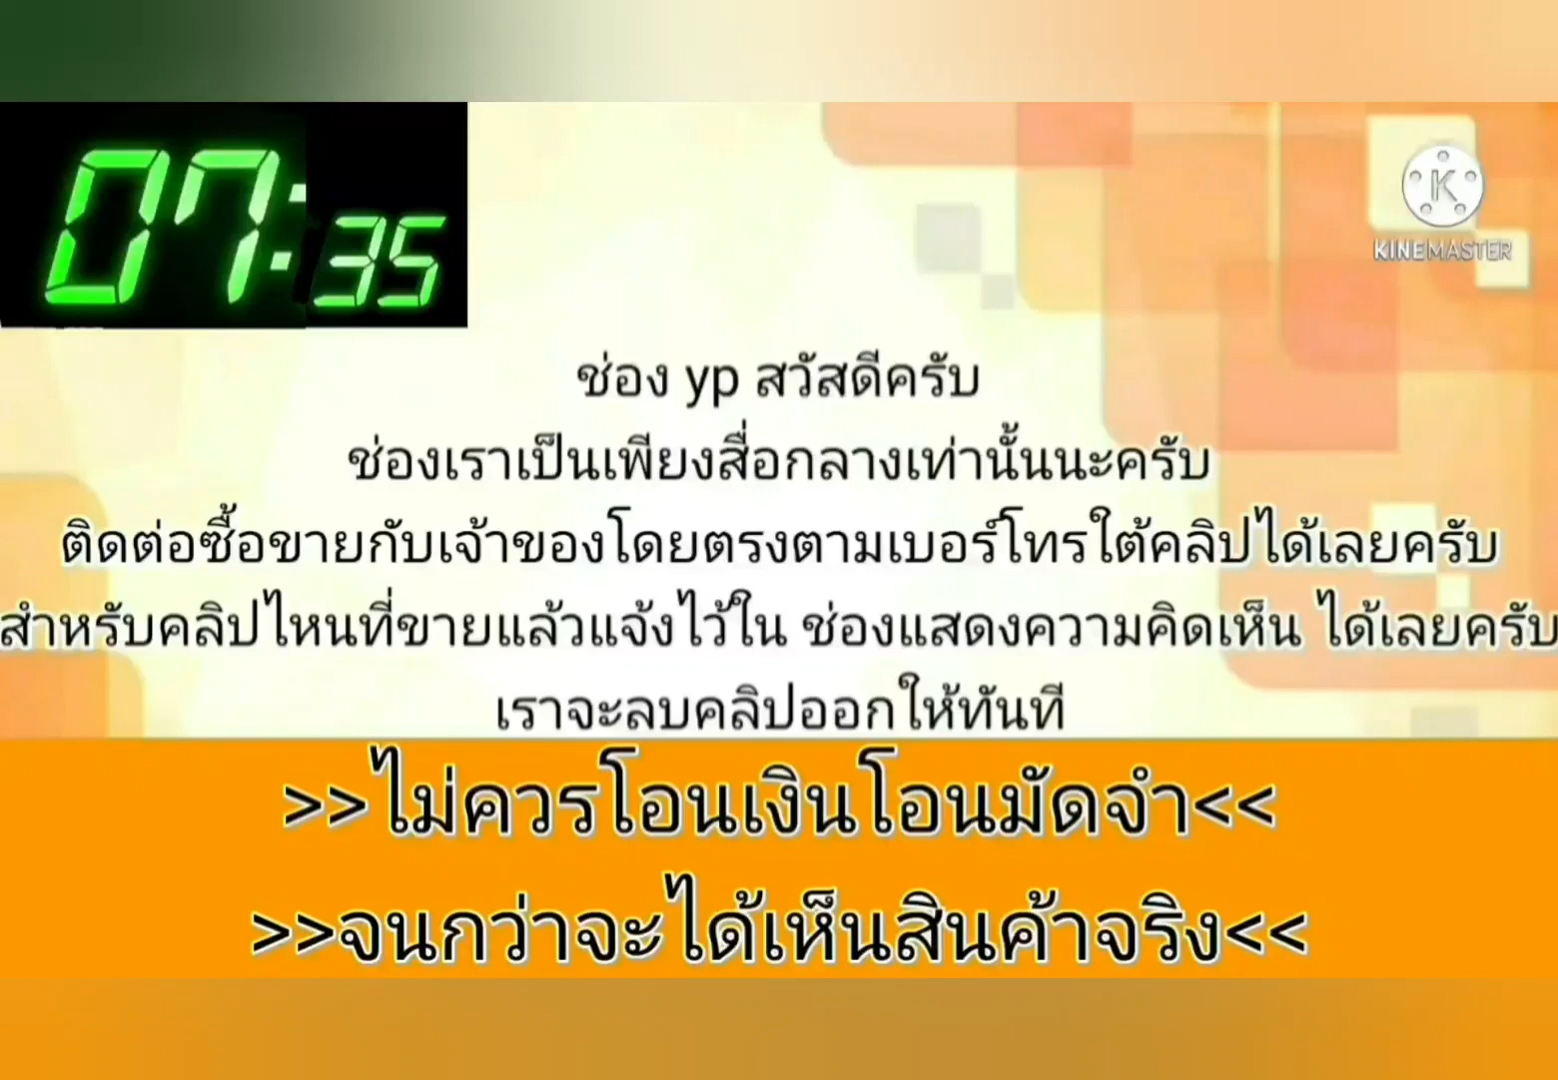 07:35
KINEMASTER
ช่อง yp สวัสดีครับ
ช่องเราเป็นเพียงสื่อกลางเท่านั้นนะครับ
ติดต่อซื้อขายกับเจ้าของโดยตรงตามเบอร์โทรใต้คลิปได้เลยครับ
สำหรับคลิปไหนที่ขายแล้วแจ้งไว้ใน ช่องแสดงความคิดเห็น ได้เลยครับ
เราจะลบคลิปออกให้ทันที
>>ไม่ควรโอนเงินโอนมัดจำ<<
>>จนกว่าจะได้เห็นสินค้าจริง<<